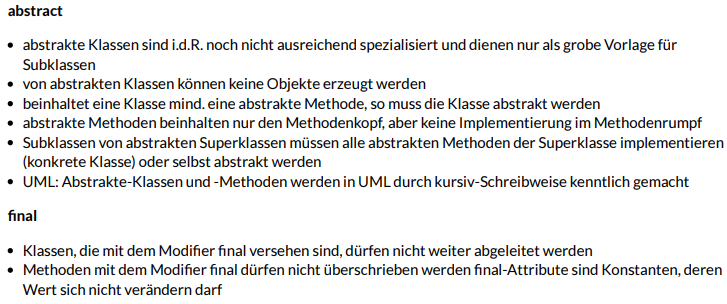 abstract
• abstrakte Klassen sind i.d.R. noch nicht ausreichend spezialisiert und dienen nur als grobe Vorlage für
Subklassen
• von abstrakten Klassen können keine Objekte erzeugt werden
• beinhaltet eine Klasse mind. eine abstrakte Methode, so muss die Klasse abstrakt werden
• abstrakte Methoden beinhalten nur den Methodenkopf, aber keine Implementierung im Methodenrumpf
• Subklassen von abstrakten Superklassen müssen alle abstrakten Methoden der Superklasse implementieren
(konkrete Klasse) oder selbst abstrakt werden
• UML: Abstrakte-Klassen und -Methoden werden in UML durch kursiv-Schreibweise kenntlich gemacht
final
• Klassen, die mit dem Modifier final versehen sind, dürfen nicht weiter abgeleitet werden
• Methoden mit dem Modifier final dürfen nicht überschrieben werden final-Attribute sind Konstanten, deren
Wert sich nicht verändern darf